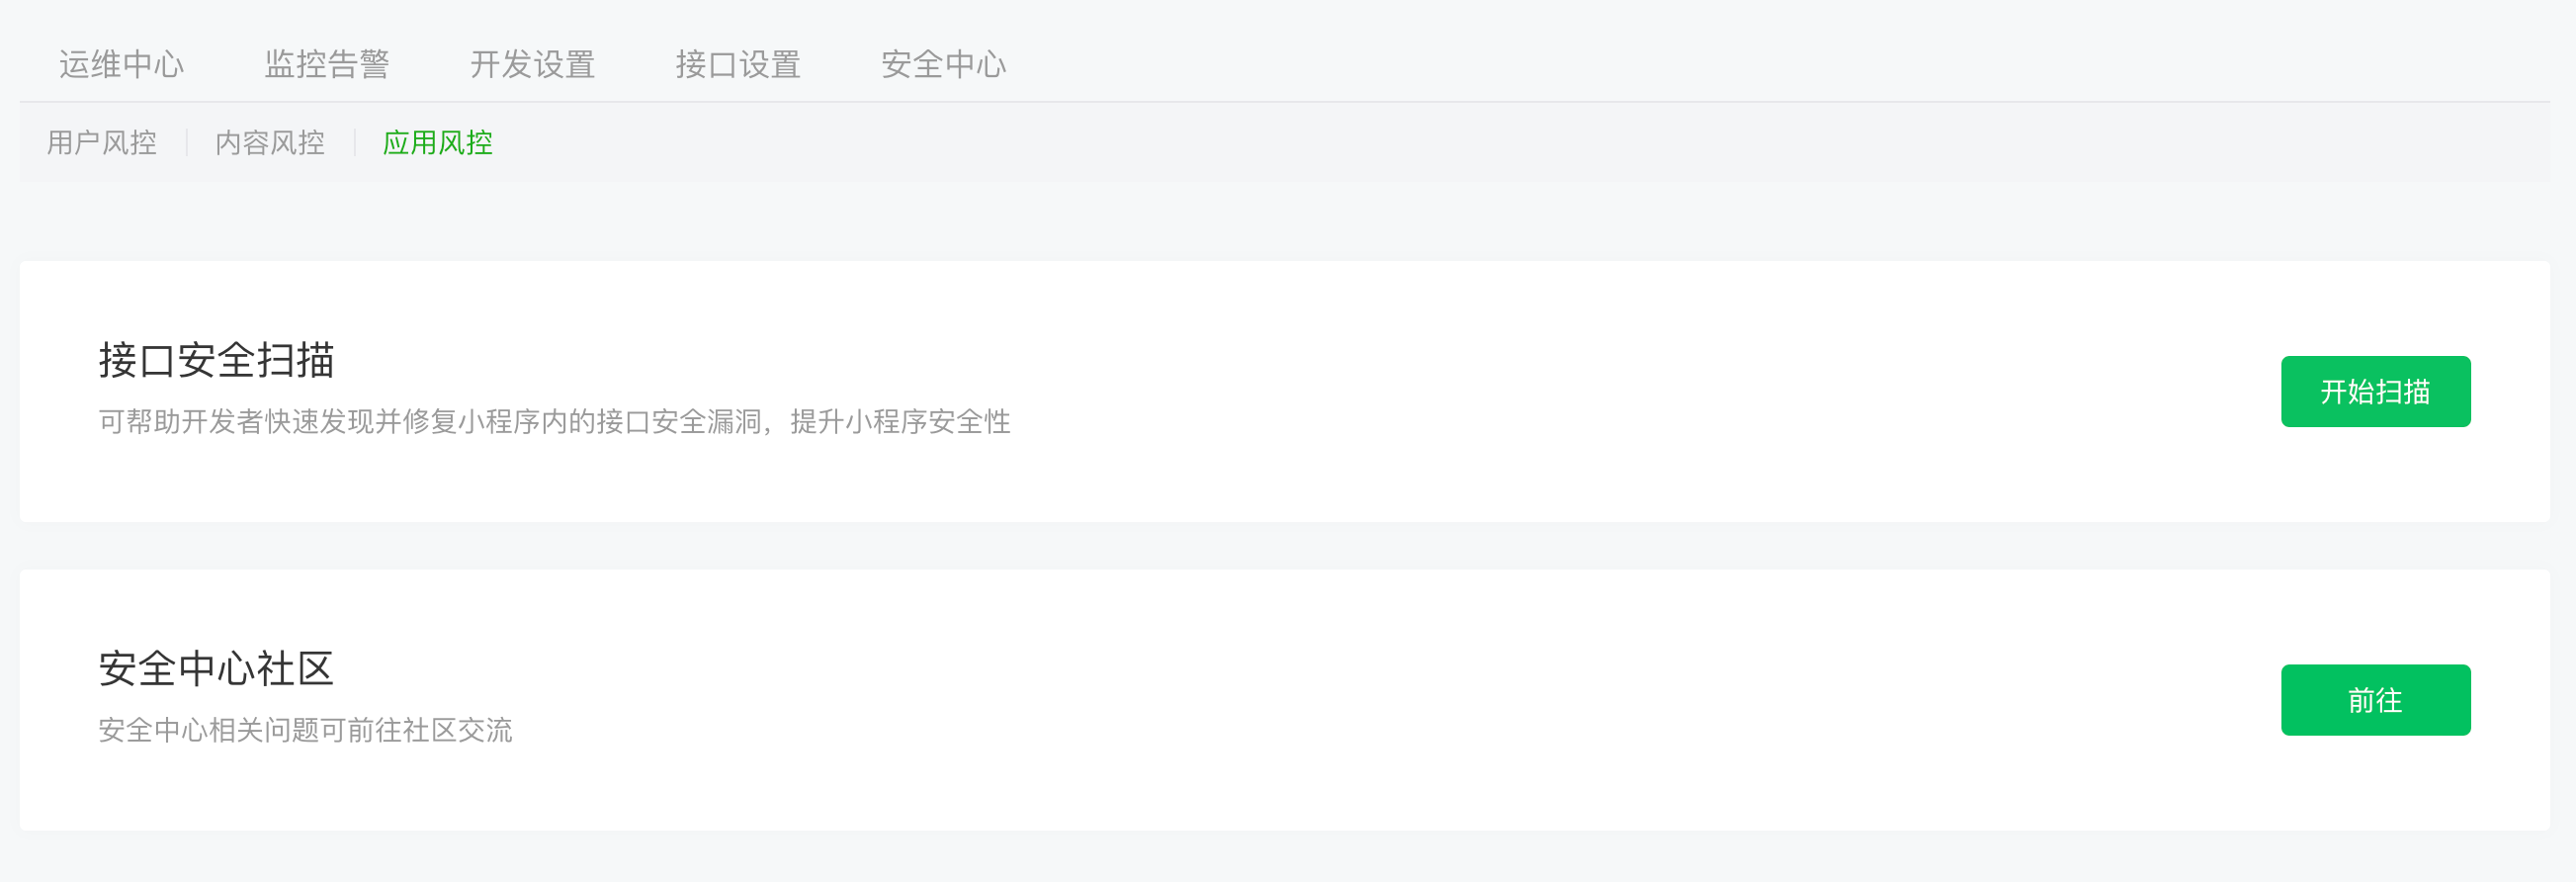 运维中心 监控告警 开发设置 接口设置 安全中心
用户风控 内容风控 应用风控
接口安全扫描
可帮助开发者快速发现并修复小程序内的接口安全漏洞，提升小程序安全性
开始扫描
安全中心社区
安全中心相关问题可前往社区交流
前往